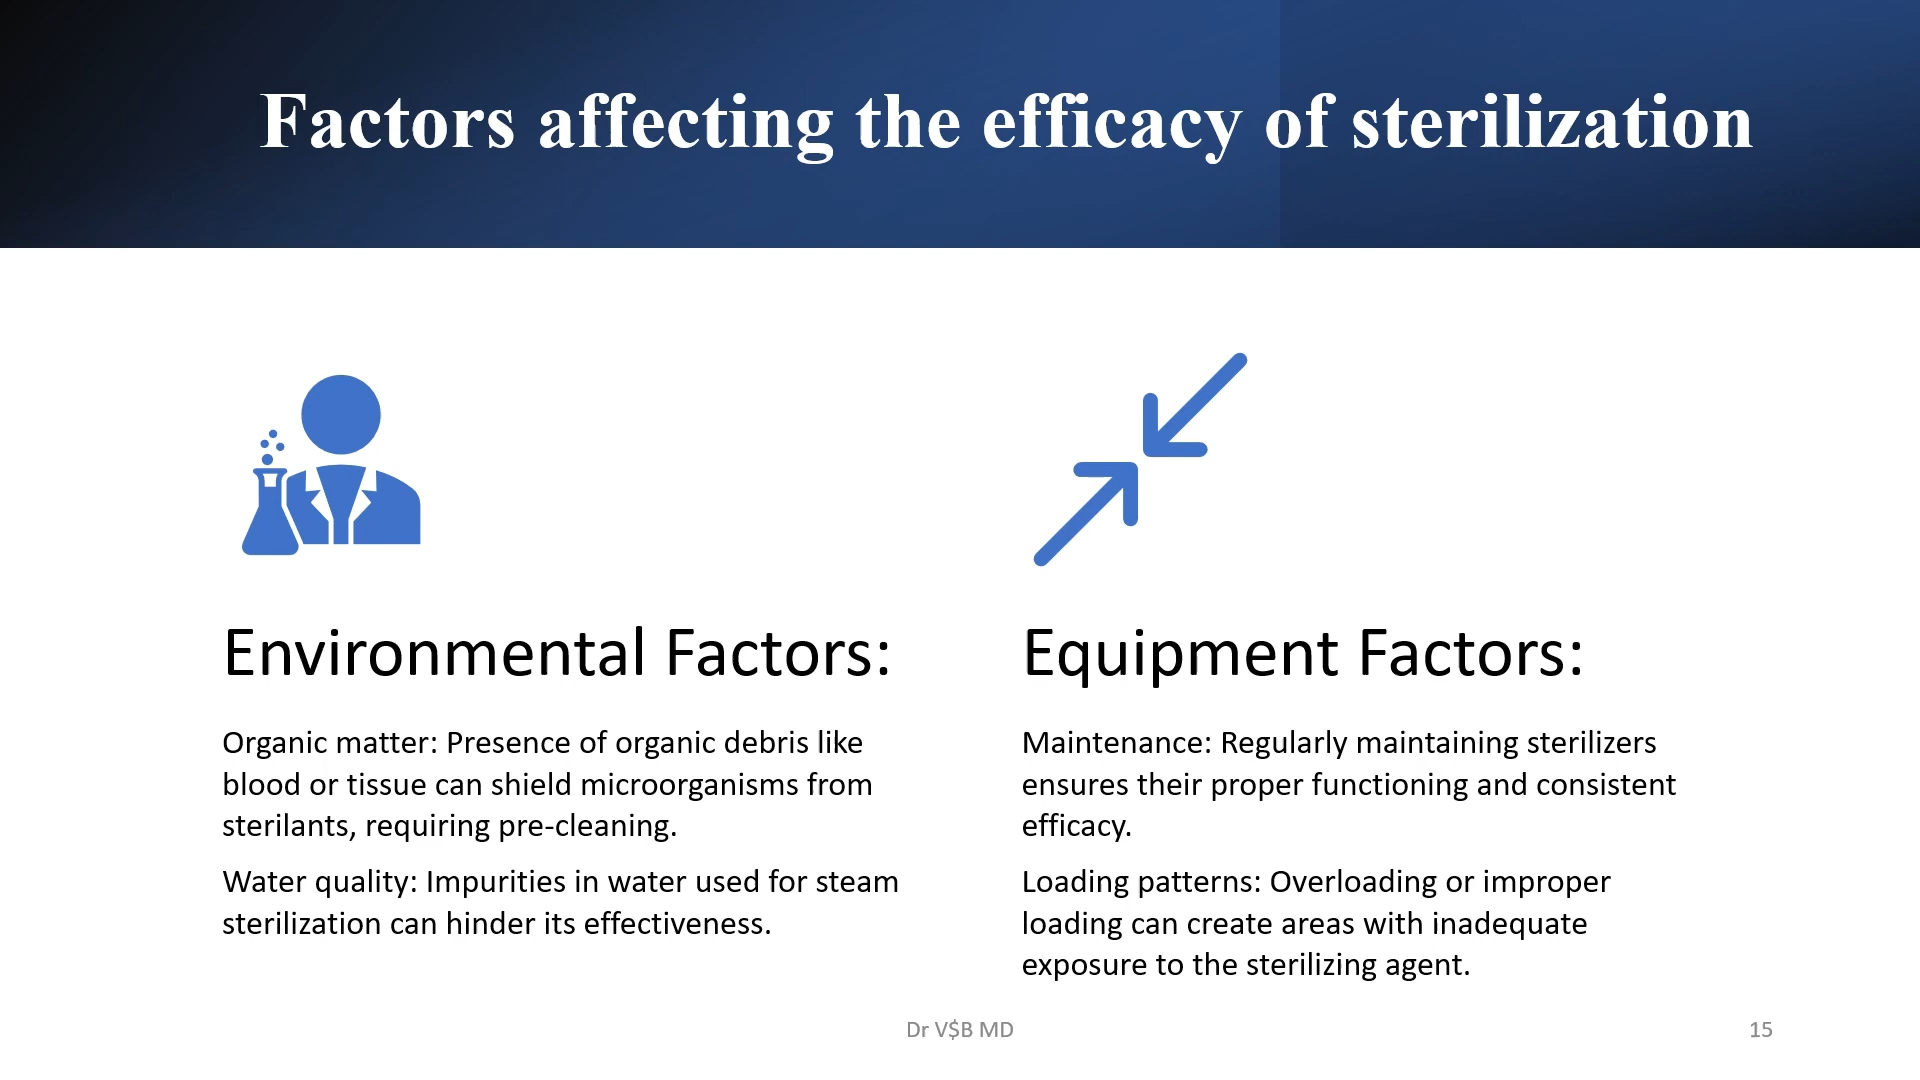 Factors affecting the efficacy of sterilization
Environmental Factors:
Organic matter: Presence of organic debris like
blood or tissue can shield microorganisms from
sterilants, requiring pre-cleaning.
Water quality: Impurities in water used for steam
sterilization can hinder its effectiveness.
Equipment Factors:
Maintenance: Regularly maintaining sterilizers
ensures their proper functioning and consistent
efficacy.
Loading patterns: Overloading or improper
loading can create areas with inadequate
exposure to the sterilizing agent.
Dr V$B MD
15